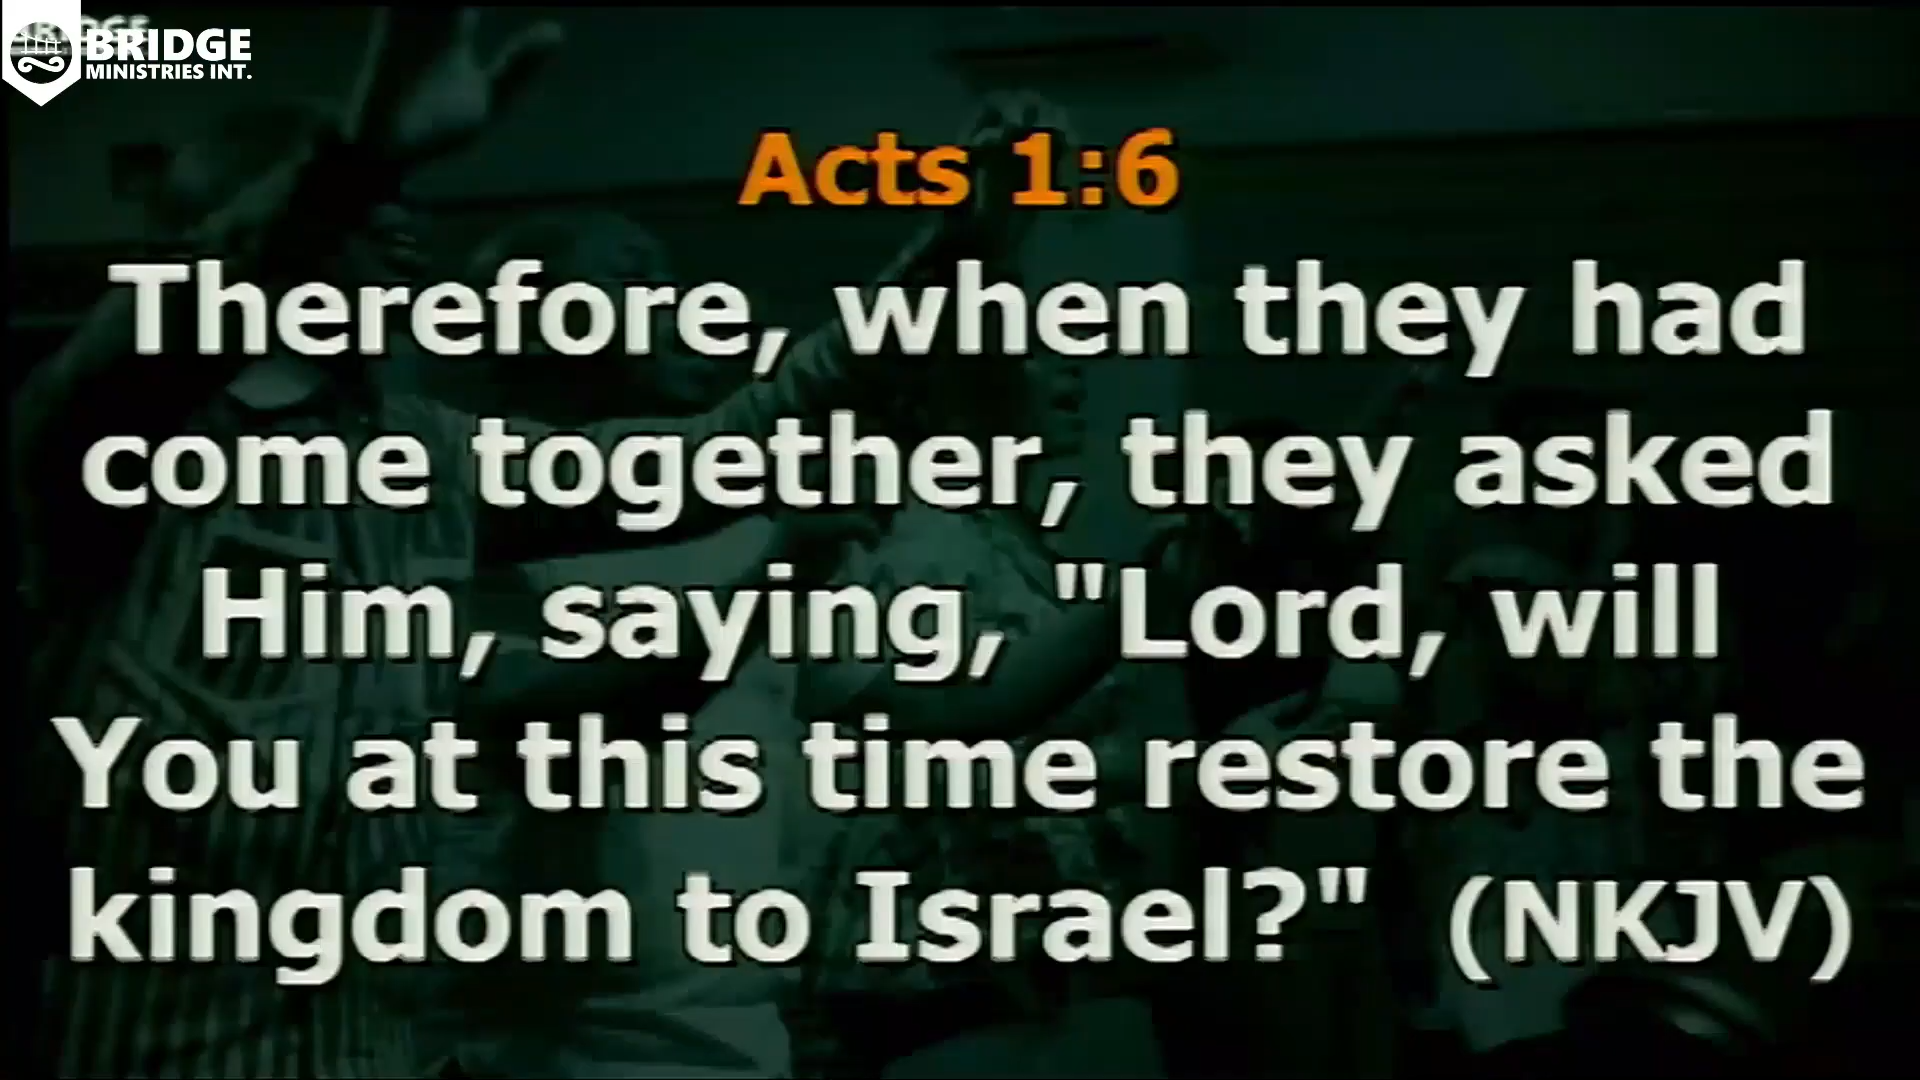 BRIDGE
BRIDGE
MINISTRIES INT.
Acts 1:6
Therefore, when they had
come together, they asked
Him, saying, "Lord, will
You at this time restore the
kingdom to Israel?" (NKJV)